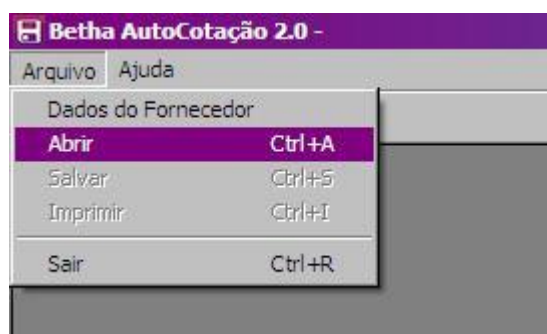 Betha AutoCotação 2.0 -
Arquivo Ajuda
Dados do Fornecedor
Abrir Ctrl+A
Salvar Ctrl+S
Imprimir Ctrl+I
Sair Ctrl+R